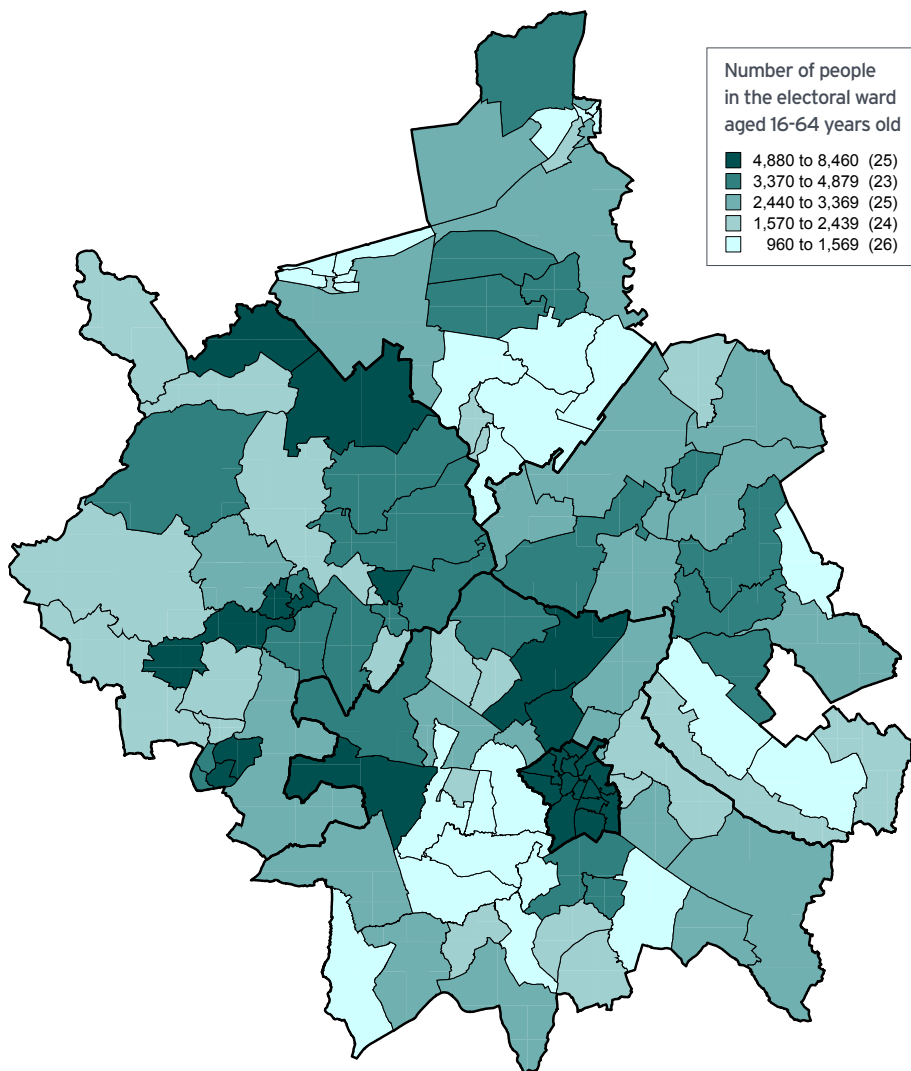 Number of people
in the electoral ward
aged 16-64 years old
4,880 to 8,460 (25)
3,370 to 4,879 (23)
2,440 to 3,369 (25)
1,570 to 2,439 (24)
960 to 1,569 (26)